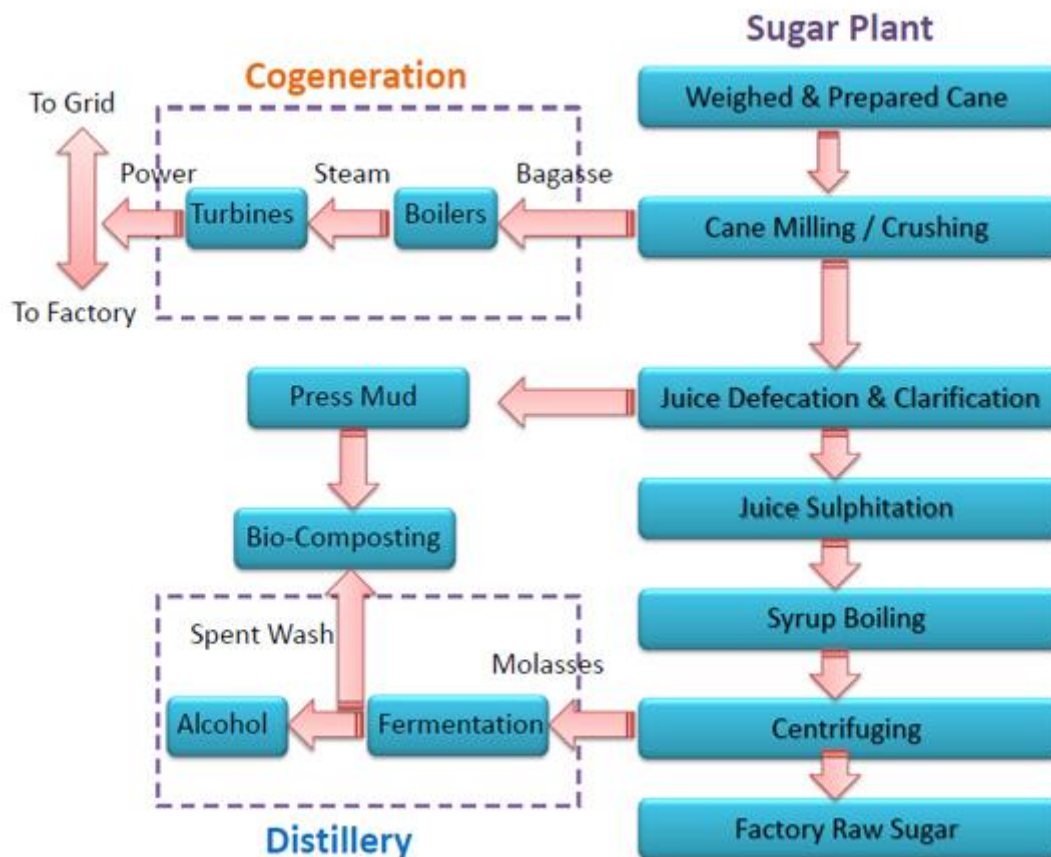 Sugar Plant
Cogeneration
Weighed & Prepared Cane
To Grid
Power
Steam
Bagasse
Turbines
Boilers
Cane Milling / Crushing
To Factory
Press Mud
Juice Defecation & Clarification
Juice Sulphitation
Bio-Composting
Syrup Boiling
Spent Wash
Molasses
Alcohol
Fermentation
Centrifuging
Factory Raw Sugar
Distillery